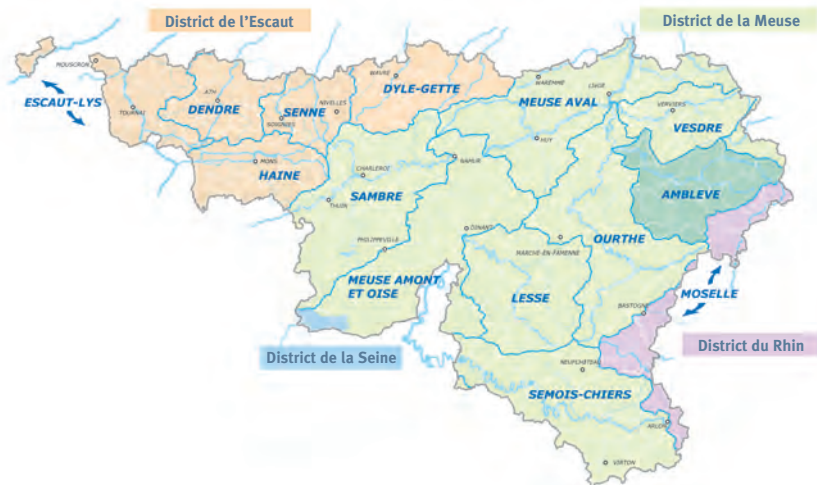 District de l'Escaut
District de la Meuse
MOUSCRON
ESCAUT-LYS
TOURNAI
ATH
DENDRE
SOIGNIES
SENNE
NIVELLES
WAVRE
DYLE-GETTE
WAREMME
LIEGE
MEUSE AVAL
VERVIERS
VESDRE
HUY
MONS
HAINE
CHARLEROI
NAMUR
SAMBRE
THUIN
AMBLEVE
PHILIPPEVILLE
DINANT
OURTHE
MARCHE-EN-FAMENNE
MEUSE AMONT
ET OISE
LESSE
MOSELLE
BASTOGNE
District de la Seine
District du Rhin
NEUFCHÂTEAU
SEMOIS-CHIERS
ARLON
VIRTON